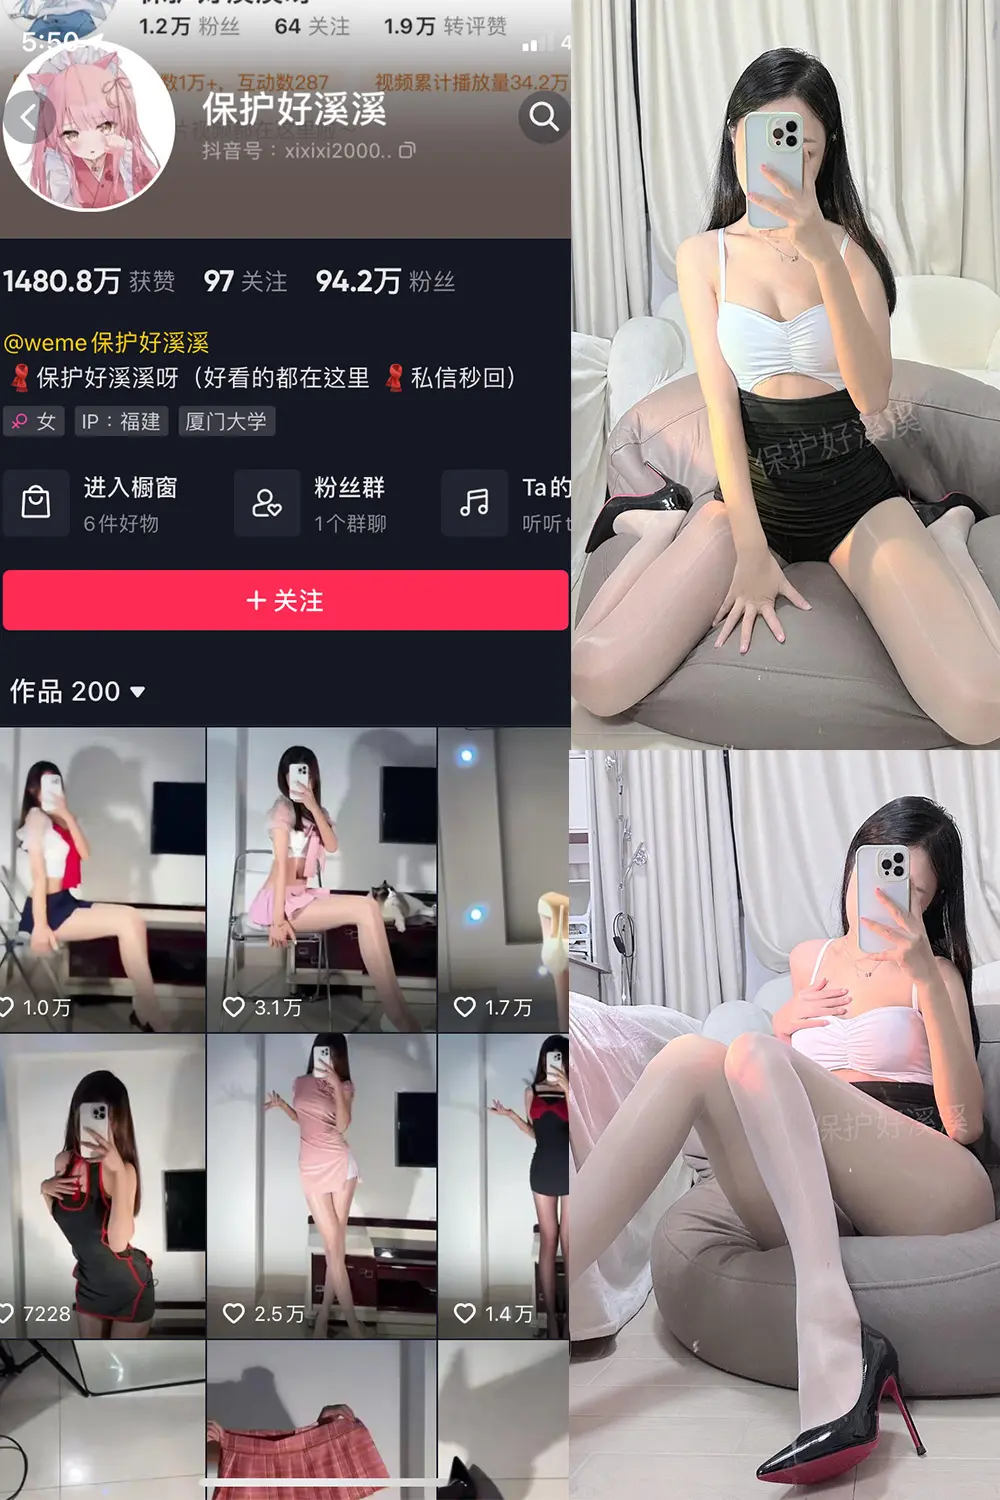 1.2万 粉丝 64 关注 1.9万 转评赞
5:50
数1万+，互动数287 视频累计播放量34.2万
保护好溪溪
抖音号：xixixi2000..
1480.8万 获赞 97 关注 94.2万 粉丝
@weme保护好溪溪
保护好溪溪呀（好看的都在这里 私信秒回）
女 IP：福建 厦门大学
进入橱窗 粉丝群 Ta的
6件好物 1个群聊 听听t
+ 关注
作品 200
1.0万 3.1万 1.7万
7228 2.5万 1.4万
保护好溪溪
保护好溪溪